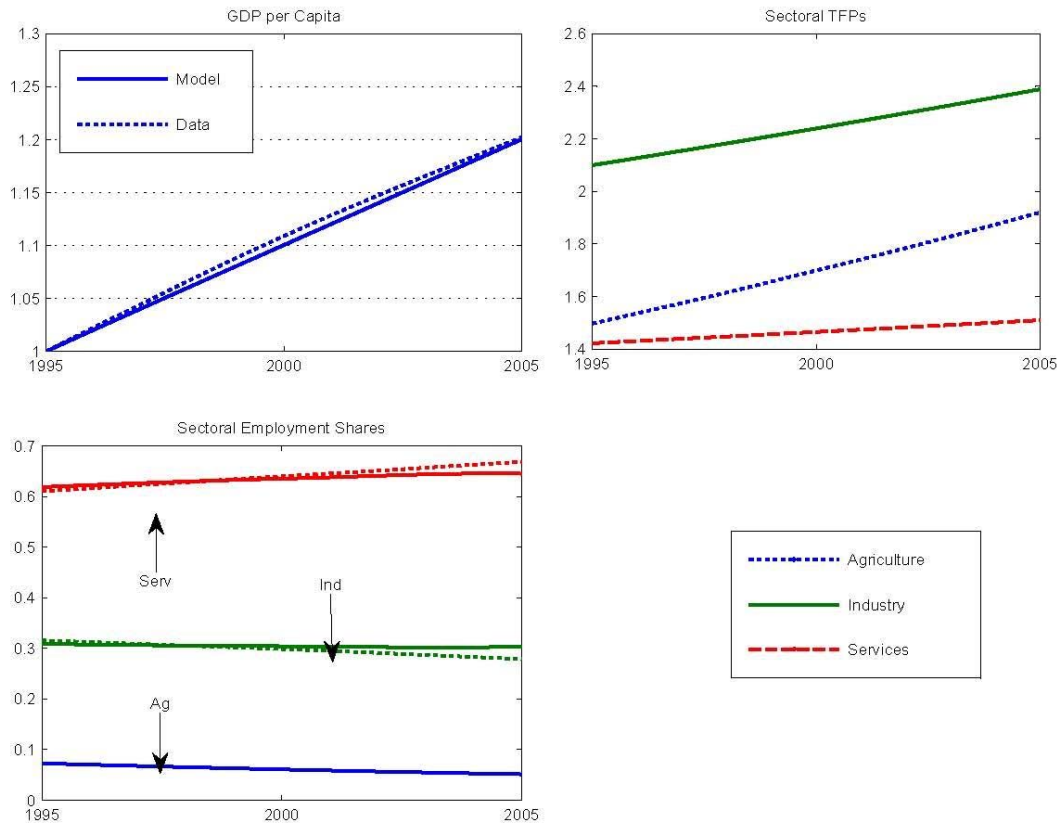 GDP per Capita
1.3
1.25
1.2
1.15
1.1
1.05
1
1995
2000
2005
Model
Data
Sectoral TFPs
2.6
2.4
2.2
2
1.8
1.6
1.4
1995
2000
2005
Sectoral Employment Shares
0.7
0.6
0.5
0.4
0.3
0.2
0.1
0
1995
2000
2005
Serv
Ind
Ag
Agriculture
Industry
Services